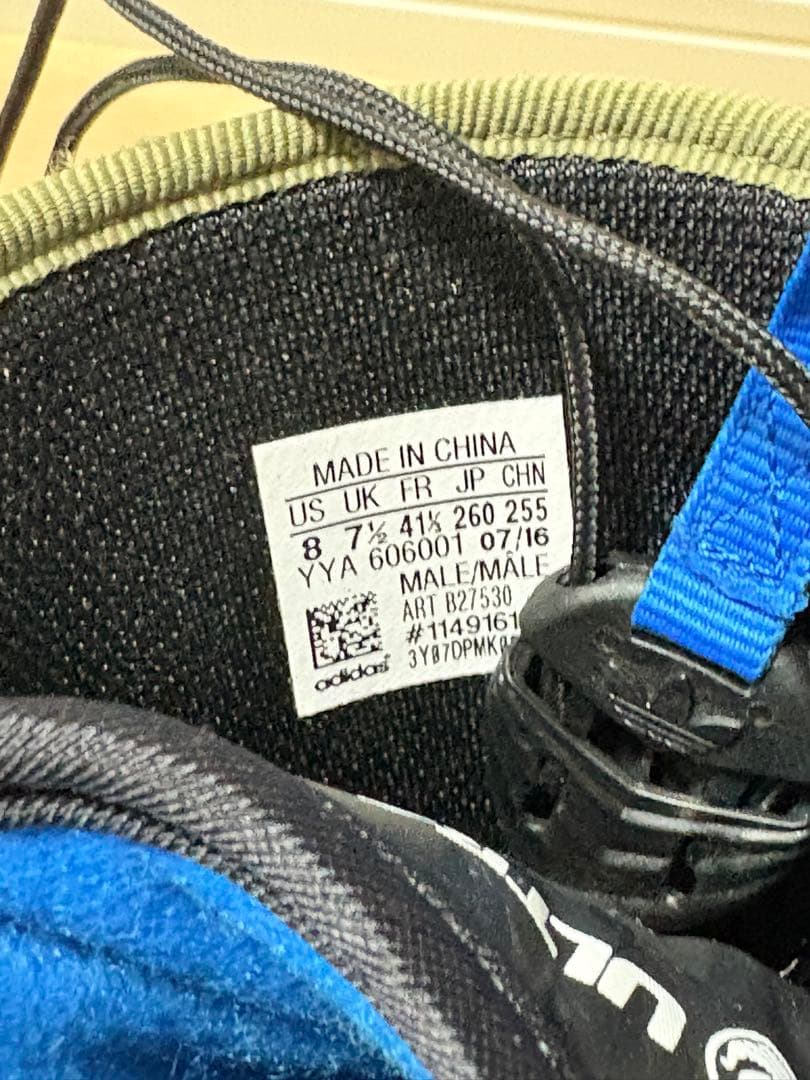 MADE IN CHINA
US UK FR JP CHN
8 7½ 41⅓ 260 255
YYA 606001 07/16
MALE/MÂLE
ART B27530
#1149161
adidas